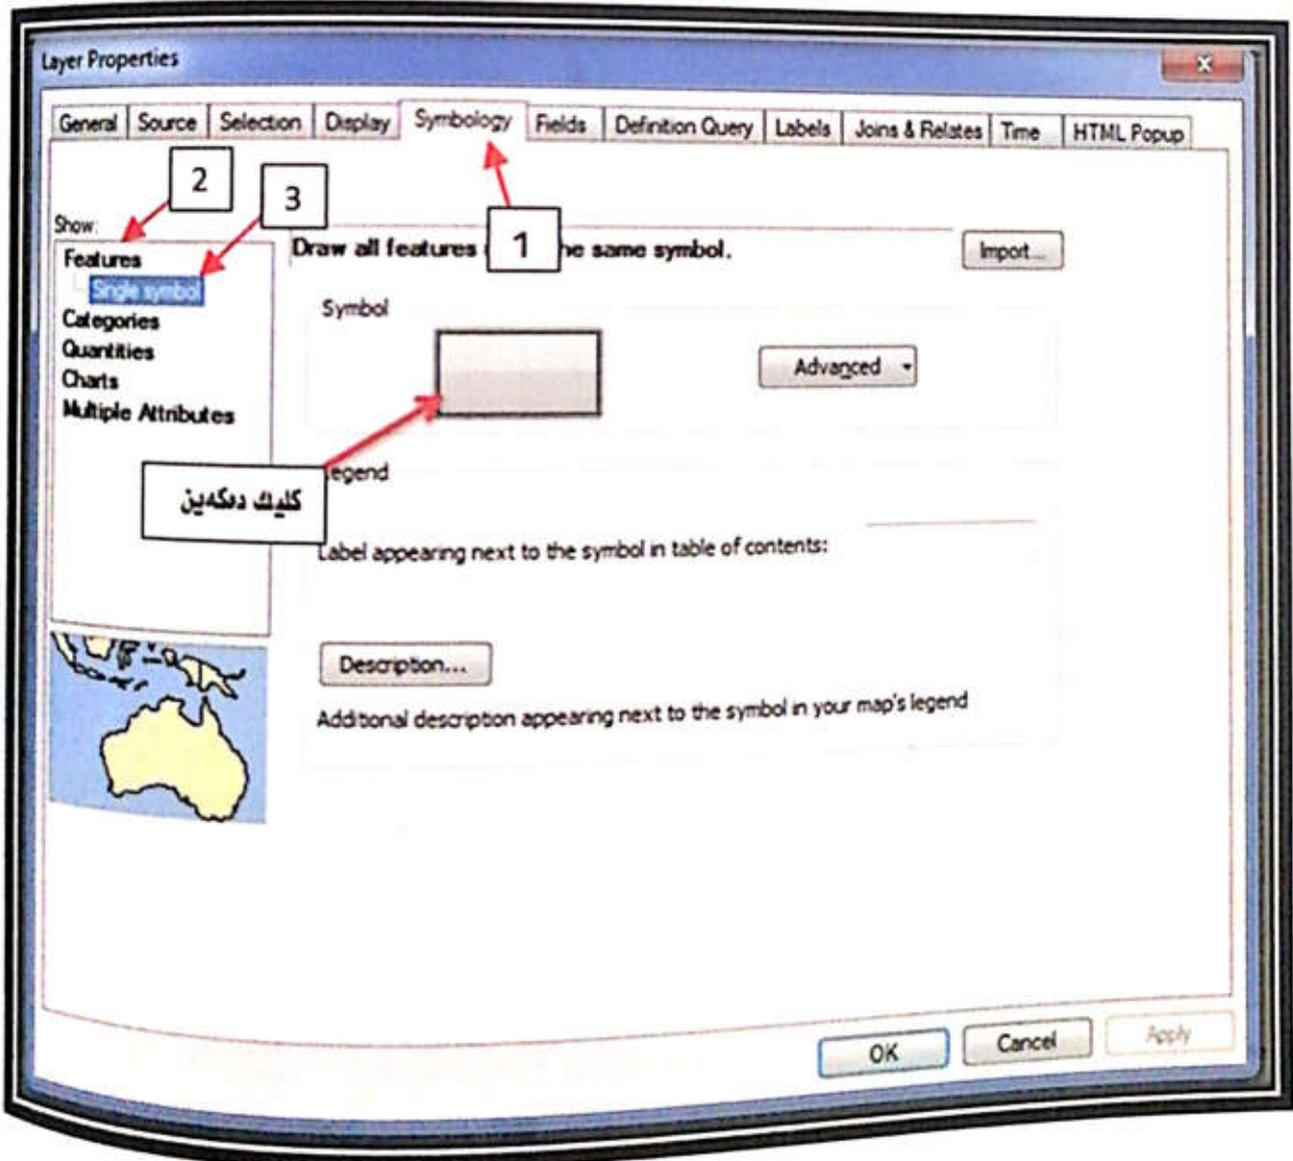 Layer Properties
General Source Selection Display Symbology Fields Definition Query Labels Joins & Relates Time HTML Popup
2
3
1
Show:
Features
Single symbol
Categories
Quantities
Charts
Multiple Attributes
Draw all features he same symbol.
Import...
Symbol
Advanced
کلیك دەکەین
egend
Label appearing next to the symbol in table of contents:
Description...
Additional description appearing next to the symbol in your map's legend
OK Cancel Apply